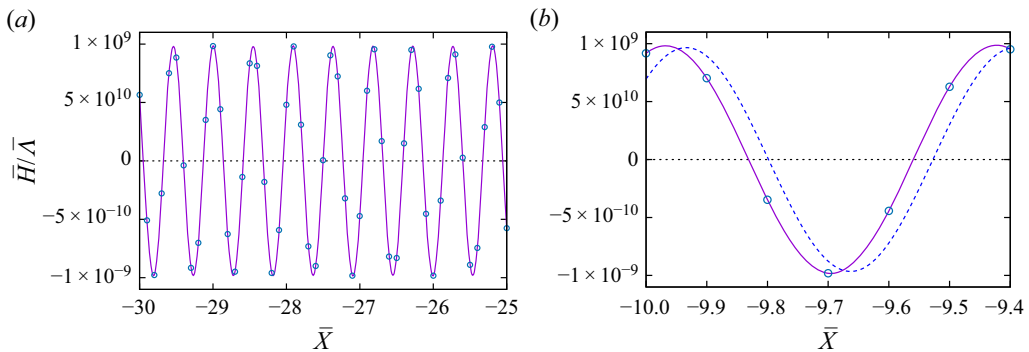 (a)
(b)
1 × 10⁹
5 × 10¹⁰
0
−5 × 10⁻¹⁰
−1 × 10⁻⁹
H̅/Λ̅
−30 −29 −28 −27 −26 −25
X̅
1 × 10⁹
5 × 10¹⁰
0
−5 × 10⁻¹⁰
−1 × 10⁻⁹
−10.0 −9.9 −9.8 −9.7 −9.6 −9.5 −9.4
X̅